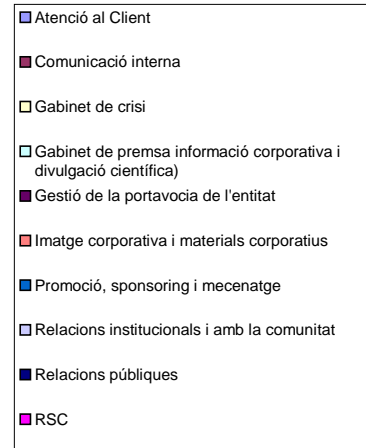 Atenció al Client
Comunicació interna
Gabinet de crisi
Gabinet de premsa informació corporativa i
divulgació científica)
Gestió de la portavocia de l'entitat
Imatge corporativa i materials corporatius
Promoció, sponsoring i mecenatge
Relacions institucionals i amb la comunitat
Relacions públiques
RSC